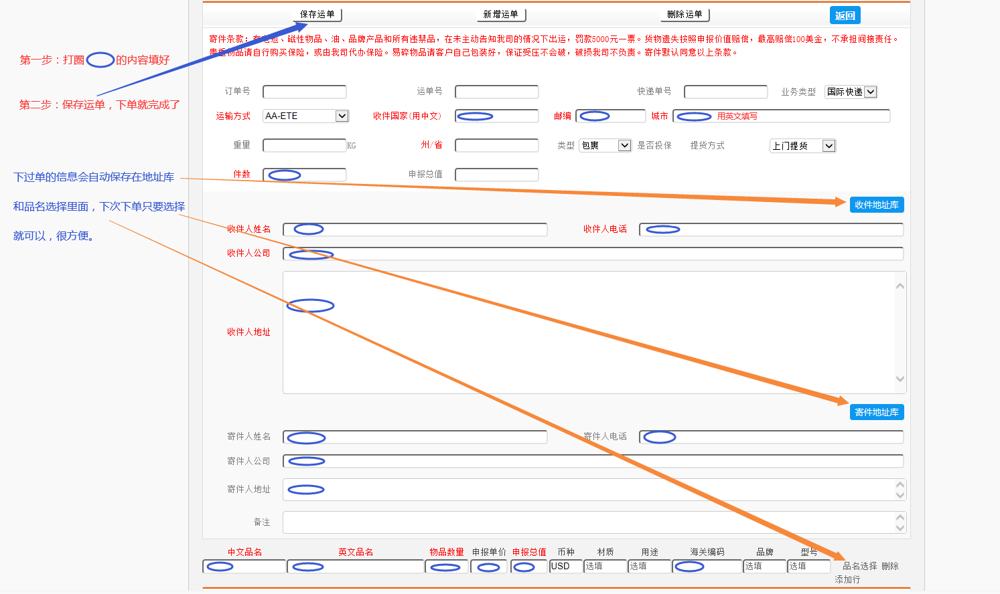 保存运单 新增运单 删除运单 返回
寄件条款：有电池、磁性物品、油、品牌产品和所有违禁品，在未主动告知我司的情况下出运，罚款5000元一票。货物遗失按照申报价值赔偿，最高赔偿100美金，不承担间接责任。
贵重物品请自行购买保险，或由我司代办保险。易碎物品请客户自己包装好，保证受压不会破，破损我司不负责。寄件默认同意以上条款。
第一步：打圈 的内容填好
第二步：保存运单，下单就完成了
订单号 运单号 快递单号 业务类型 国际快递
运输方式 AA-ETE 收件国家(用中文) 邮编 城市 用英文填写
重量 KG 州/省 类型 包裹 是否投保 提货方式 上门提货
件数 申报总值
下过单的信息会自动保存在地址库
和品名选择里面，下次下单只要选择
就可以，很方便。
收件地址库
收件人姓名 收件人电话
收件人公司
收件人地址
寄件地址库
寄件人姓名 寄件人电话
寄件人公司
寄件人地址
备注
中文品名 英文品名 物品数量 申报单价 申报总值 币种 材质 用途 海关编码 品牌 型号
USD 选填 选填 选填 选填 品名选择 删除
添加行